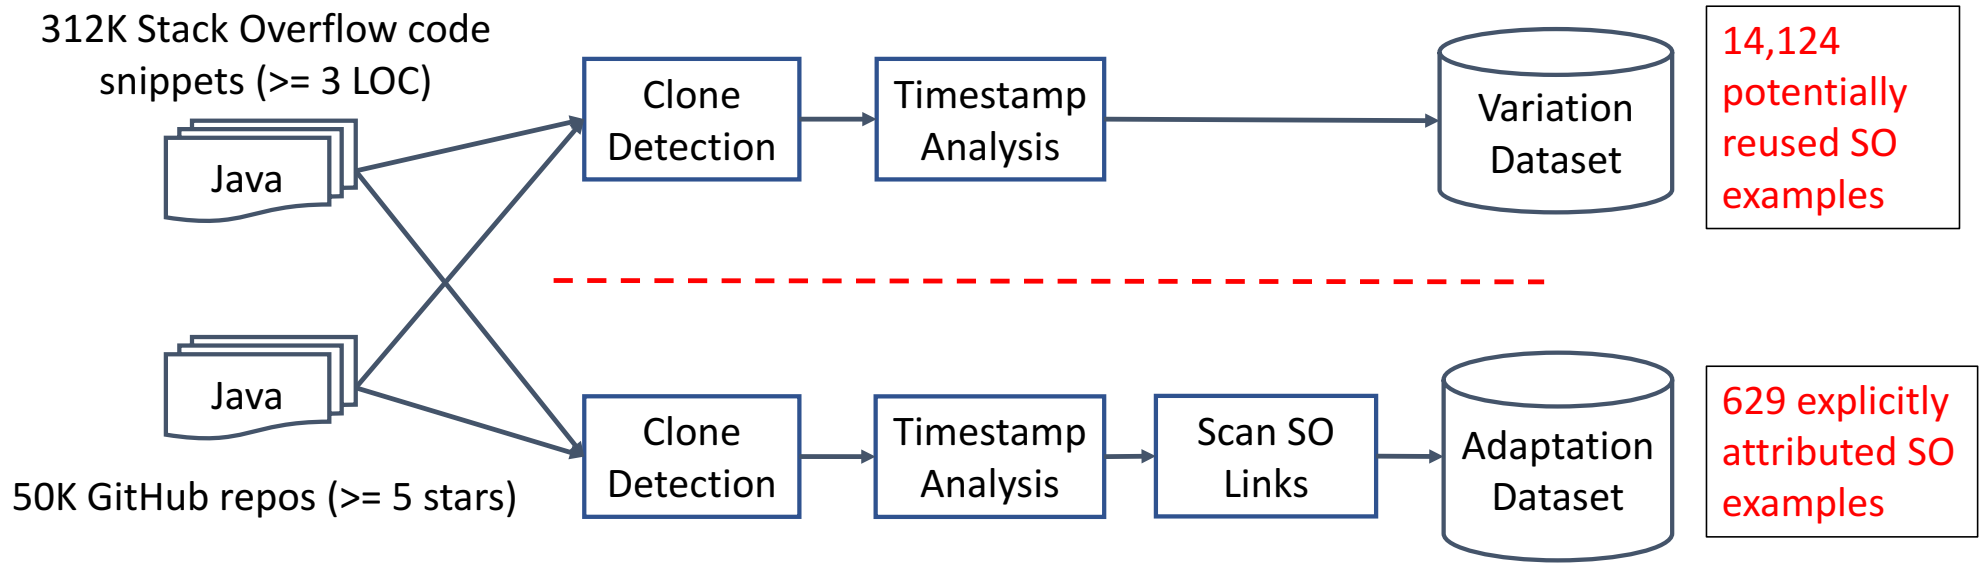 312K Stack Overflow code
snippets (>= 3 LOC)
Java
Clone
Detection
Timestamp
Analysis
Variation
Dataset
14,124
potentially
reused SO
examples
Java
50K GitHub repos (>= 5 stars)
Clone
Detection
Timestamp
Analysis
Scan SO
Links
Adaptation
Dataset
629 explicitly
attributed SO
examples